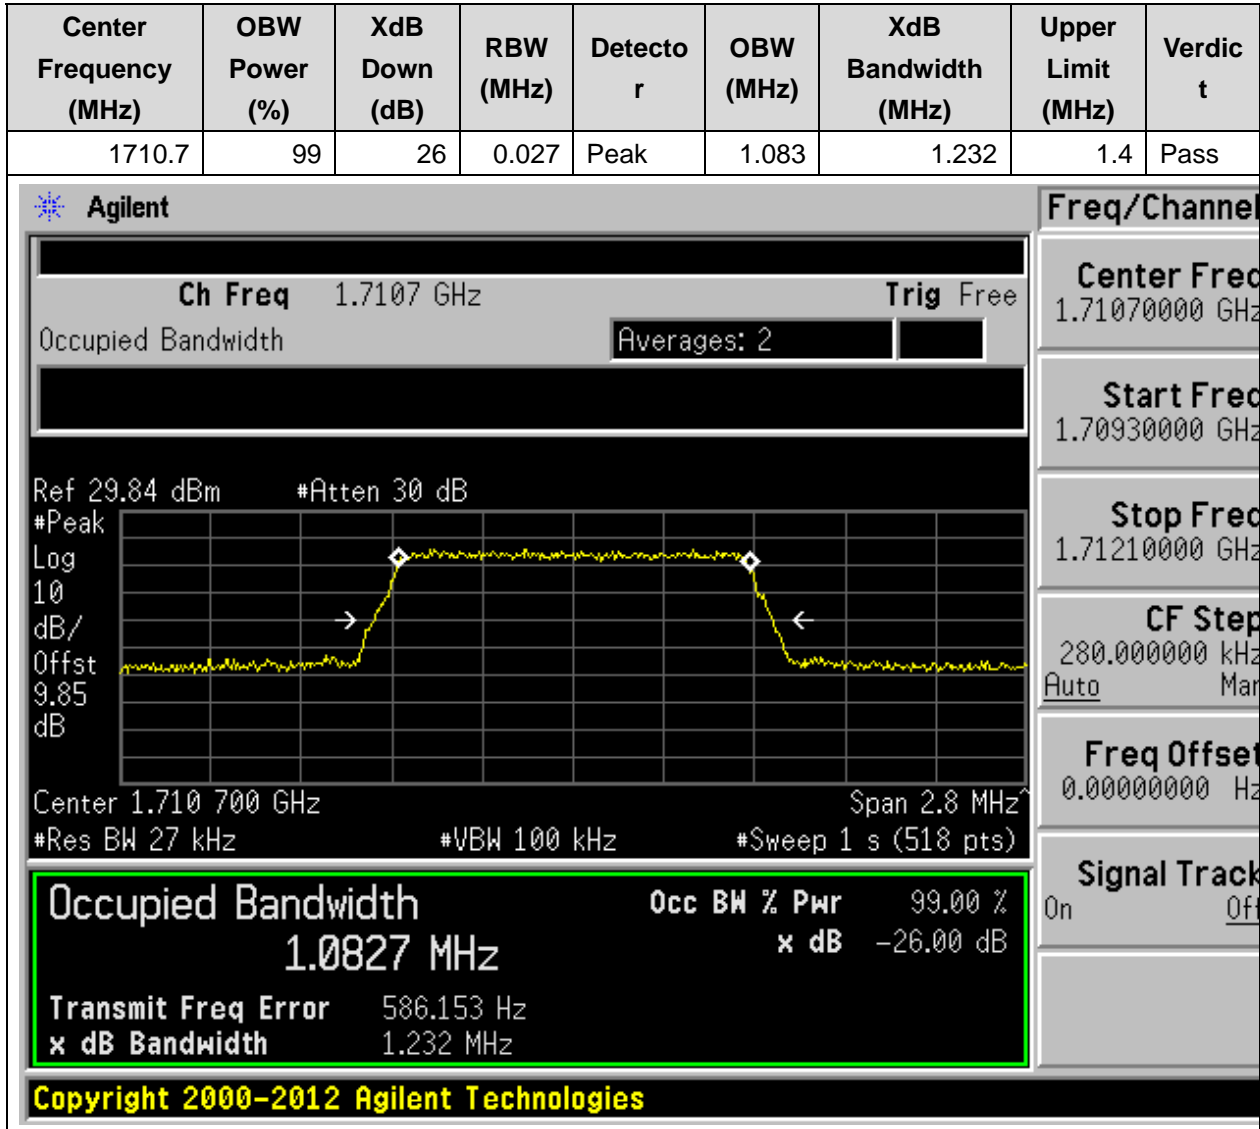 Center Frequency (MHz) OBW Power (%) XdB Down (dB) RBW (MHz) Detecto r OBW (MHz) XdB Bandwidth (MHz) Upper Limit (MHz) Verdic t
1710.7 99 26 0.027 Peak 1.083 1.232 1.4 Pass
Agilent
Freq/Channel
Ch Freq 1.7107 GHz Trig Free
Occupied Bandwidth Averages: 2
Center Freq
1.71070000 GHz
Start Freq
1.70930000 GHz
Stop Freq
1.71210000 GHz
CF Step
280.000000 kHz
Auto Man
Freq Offset
0.00000000 Hz
Signal Track
On Off
Ref 29.84 dBm #Atten 30 dB
#Peak
Log
10
dB/
Offst
9.85
dB
Center 1.710 700 GHz Span 2.8 MHz^
#Res BW 27 kHz #VBW 100 kHz #Sweep 1 s (518 pts)
Occupied Bandwidth Occ BW % Pwr 99.00 %
1.0827 MHz x dB -26.00 dB
Transmit Freq Error 586.153 Hz
x dB Bandwidth 1.232 MHz
Copyright 2000-2012 Agilent Technologies